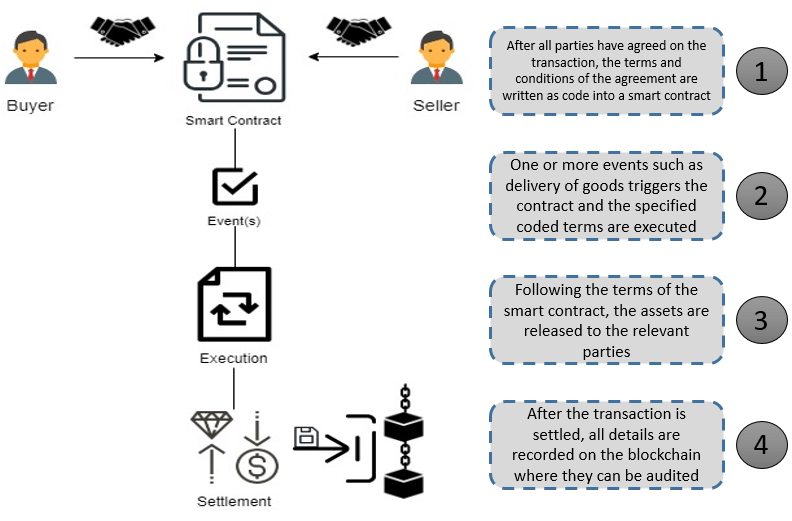 Buyer
Smart Contract
Seller
Event(s)
Execution
Settlement
After all parties have agreed on the
transaction, the terms and
conditions of the agreement are
written as code into a smart contract
1
One or more events such as
delivery of goods triggers the
contract and the specified
coded terms are executed
2
Following the terms of the
smart contract, the assets are
released to the relevant
parties
3
After the transaction is
settled, all details are
recorded on the blockchain
where they can be audited
4